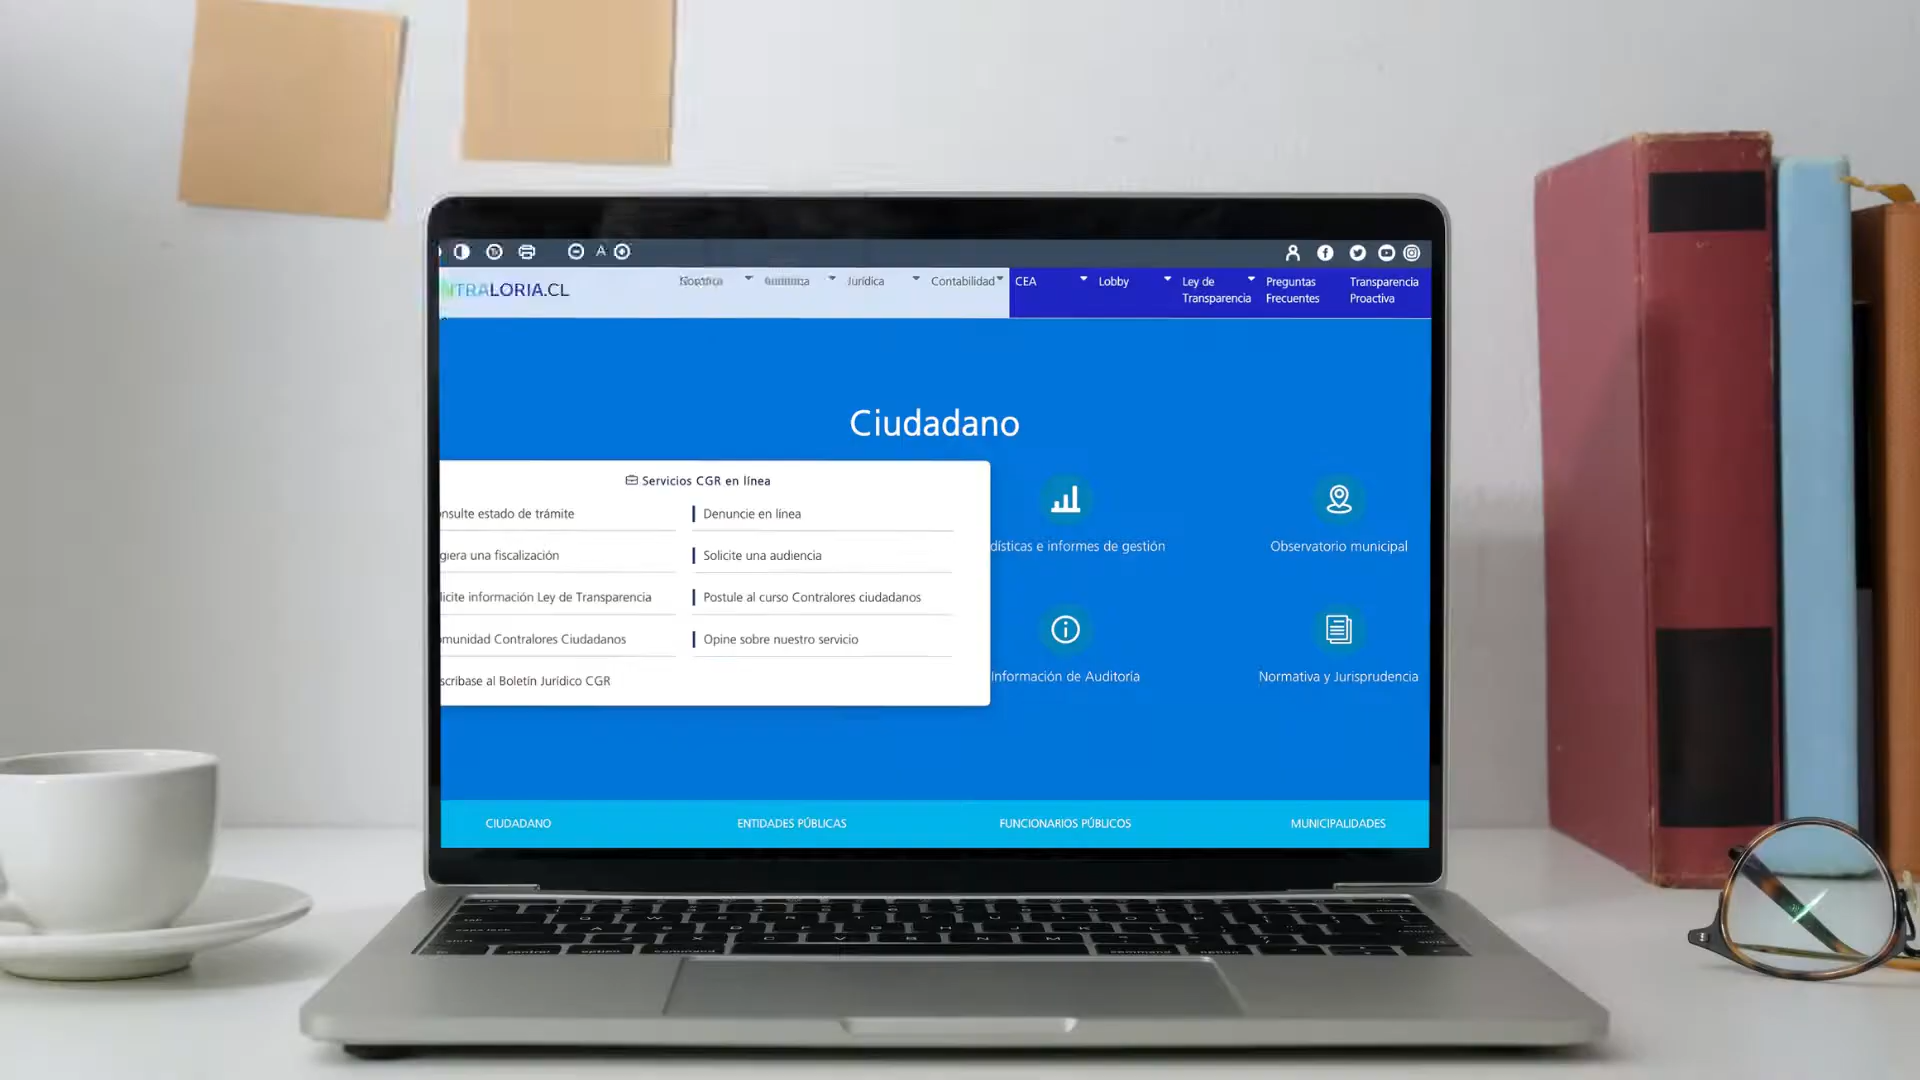 A
NTRALORIA.CL
Jurídica
Contabilidad
CEA
Lobby
Ley de
Transparencia
Preguntas
Frecuentes
Transparencia
Proactiva
Ciudadano
Servicios CGR en línea
nsulte estado de trámite
Denuncie en línea
giera una fiscalización
Solicite una audiencia
licite información Ley de Transparencia
Postule al curso Contralores ciudadanos
omunidad Contralores Ciudadanos
Opine sobre nuestro servicio
scríbase al Boletín Jurídico CGR
dísticas e informes de gestión
Observatorio municipal
Información de Auditoría
Normativa y Jurisprudencia
CIUDADANO
ENTIDADES PÚBLICAS
FUNCIONARIOS PÚBLICOS
MUNICIPALIDADES